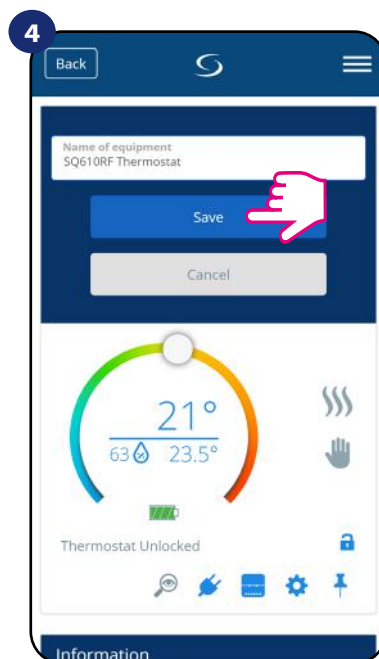 4
Back
Name of equipment
SQ610RF Thermostat
Save
Cancel
21°
63 % 23.5°
Thermostat Unlocked
Information